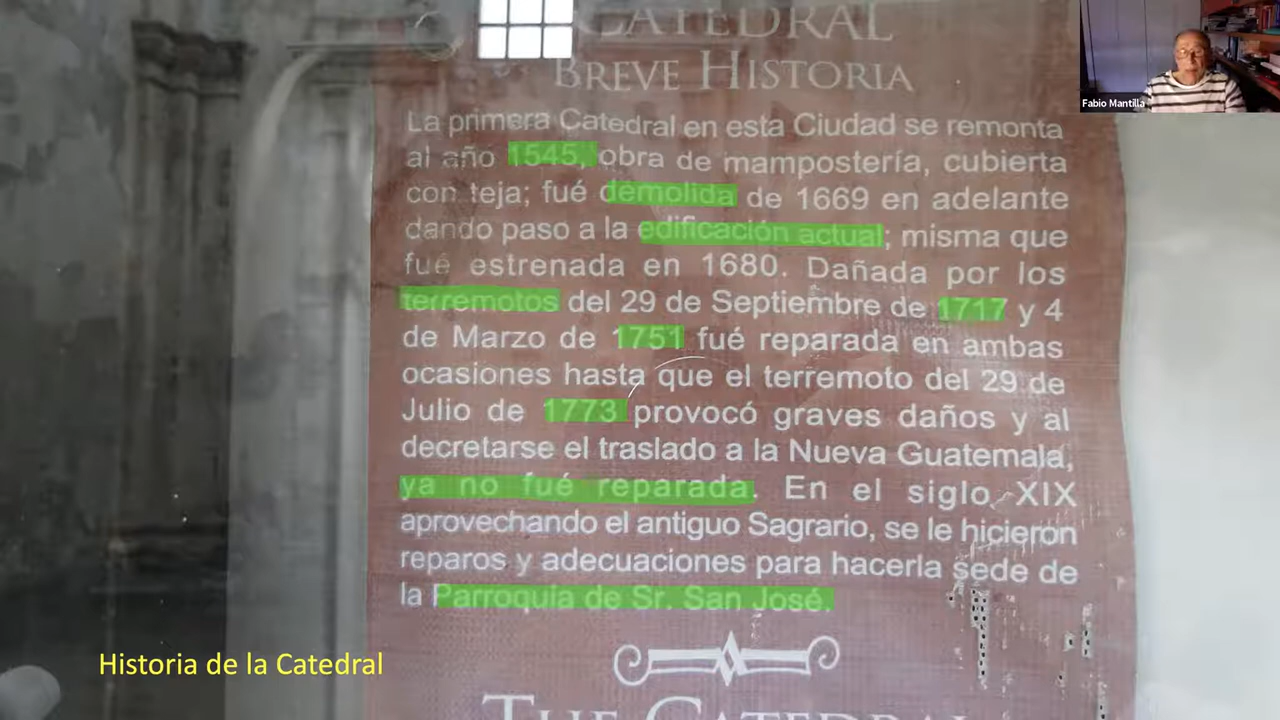 CATEDRAL
BREVE HISTORIA
Fabio Mantilla
La primera Catedral en esta Ciudad se remonta
al año 1545, obra de mampostería, cubierta
con teja; fué demolida de 1669 en adelante
dando paso a la edificación actual; misma que
fué estrenada en 1680. Dañada por los
terremotos del 29 de Septiembre de 1717 y 4
de Marzo de 1751 fué reparada en ambas
ocasiones hasta que el terremoto del 29 de
Julio de 1773 provocó graves daños y al
decretarse el traslado a la Nueva Guatemala,
ya no fué reparada. En el siglo XIX
aprovechando el antiguo Sagrario, se le hicieron
reparos y adecuaciones para hacerla sede de
la Parroquia de Sr. San José.
Historia de la Catedral
THE CATEDRAL